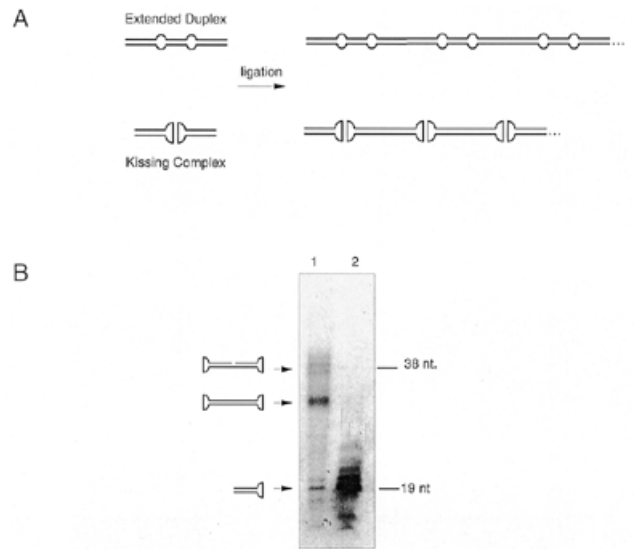 A
Extended Duplex
ligation
Kissing Complex
B
1 2
38 nt.
19 nt